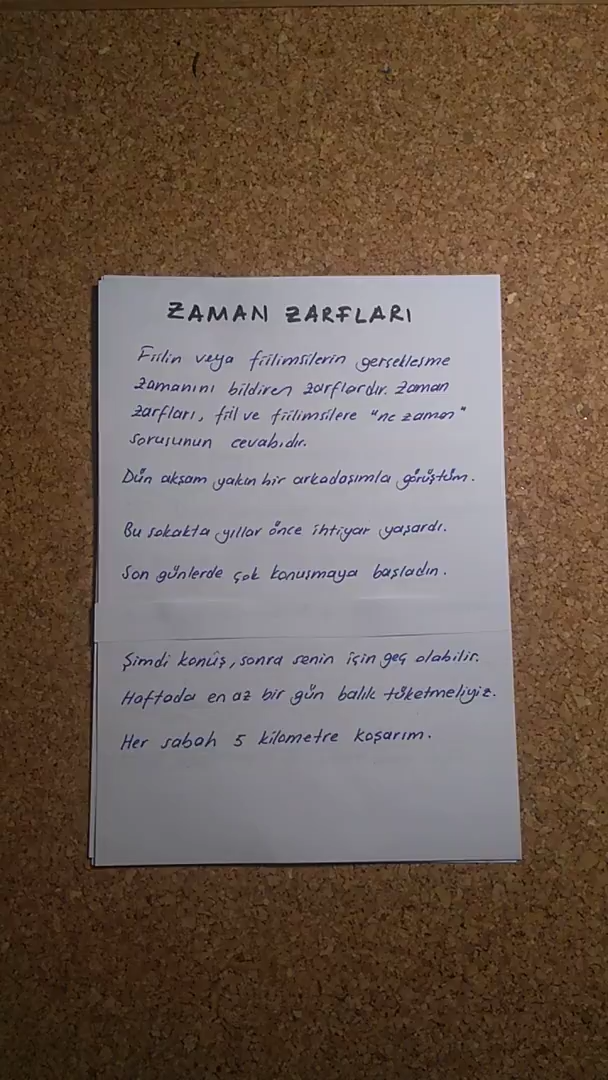 ZAMAN ZARFLARI
Fiilin veya fiilimsilerin gerçekleşme
zamanını bildiren zarflardır. Zaman
zarfları, fiil ve fiilimsilere "ne zaman"
sorusunun cevabıdır.
Dün akşam yakın bir arkadaşımla görüştüm.
Bu sokakta yıllar önce ihtiyar yaşardı.
Son günlerde çok konuşmaya başladın.
Şimdi konüş, sonra senin için geç olabilir.
Haftada en az bir gün balık tüketmeliyiz.
Her sabah 5 kilometre koşarım.